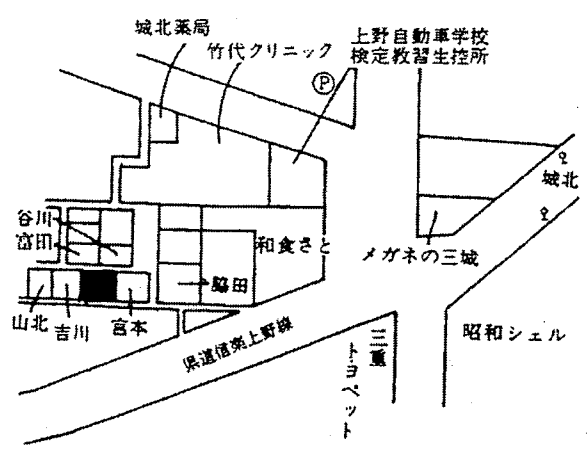 城北薬局
竹代クリニック
上野自動車学校
検定教習生控所
P
城北
谷川
富田
和食さと
メガネの三城
脇田
山北
吉川
宮本
県道信楽上野線
三重
トヨペット
昭和シェル